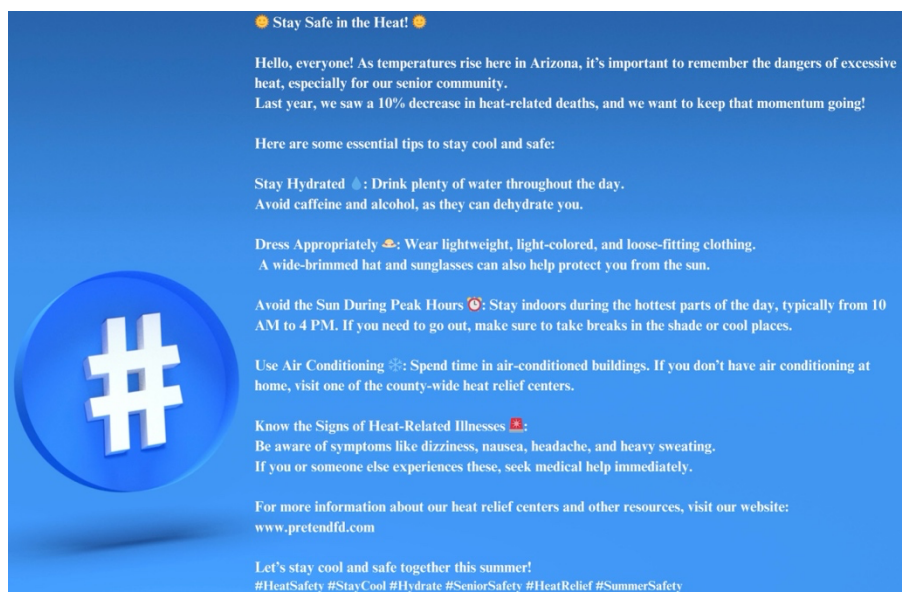 🌞 Stay Safe in the Heat! 🌞
Hello, everyone! As temperatures rise here in Arizona, it’s important to remember the dangers of excessive
heat, especially for our senior community.
Last year, we saw a 10% decrease in heat-related deaths, and we want to keep that momentum going!
Here are some essential tips to stay cool and safe:
Stay Hydrated 💧: Drink plenty of water throughout the day.
Avoid caffeine and alcohol, as they can dehydrate you.
Dress Appropriately 👒: Wear lightweight, light-colored, and loose-fitting clothing.
A wide-brimmed hat and sunglasses can also help protect you from the sun.
Avoid the Sun During Peak Hours ⏰: Stay indoors during the hottest parts of the day, typically from 10
AM to 4 PM. If you need to go out, make sure to take breaks in the shade or cool places.
Use Air Conditioning ❄️: Spend time in air-conditioned buildings. If you don’t have air conditioning at
home, visit one of the county-wide heat relief centers.
Know the Signs of Heat-Related Illnesses 🚨:
Be aware of symptoms like dizziness, nausea, headache, and heavy sweating.
If you or someone else experiences these, seek medical help immediately.
For more information about our heat relief centers and other resources, visit our website:
www.pretendfd.com
Let’s stay cool and safe together this summer!
#HeatSafety #StayCool #Hydrate #SeniorSafety #HeatRelief #SummerSafety
#